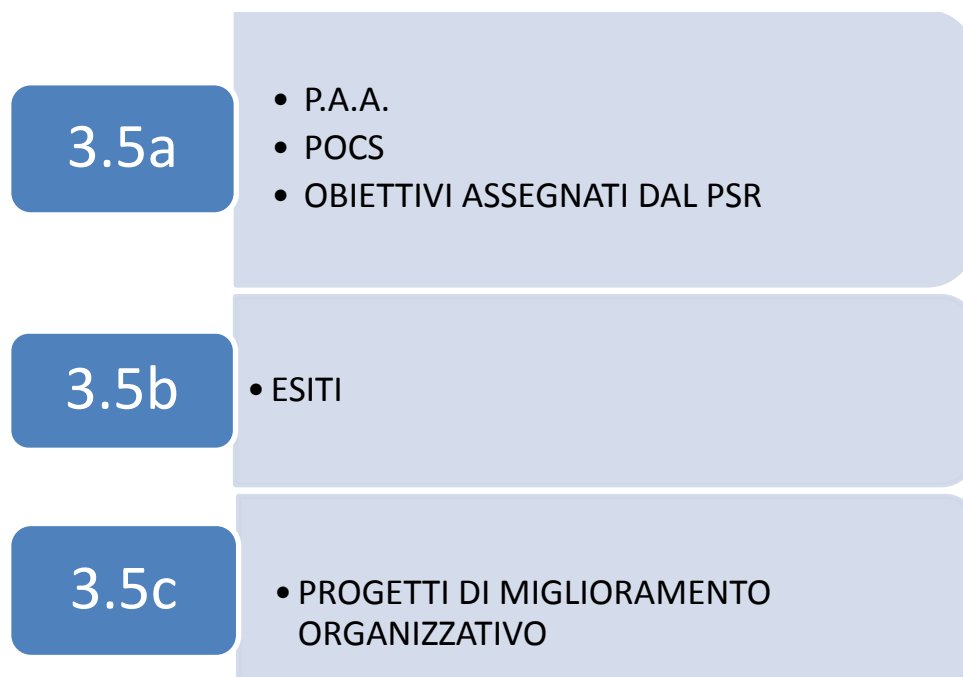 3.5a
• P.A.A.
• POCS
• OBIETTIVI ASSEGNATI DAL PSR
3.5b
• ESITI
3.5c
• PROGETTI DI MIGLIORAMENTO
ORGANIZZATIVO